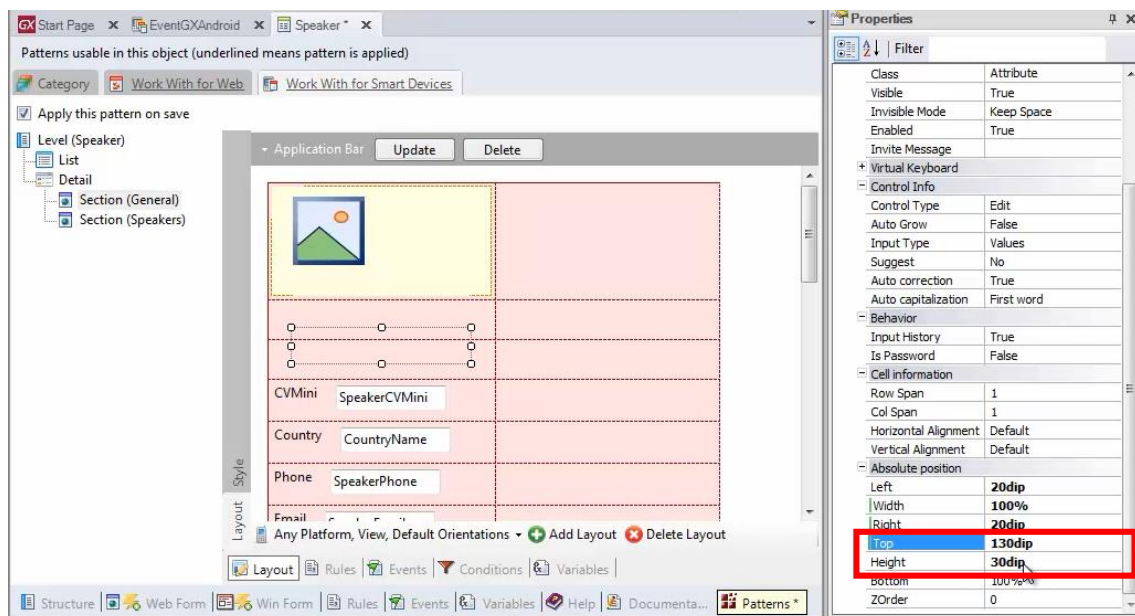 GX Start Page x EventGXAndroid x Speaker * x
Patterns usable in this object (underlined means pattern is applied)
Category Work With for Web Work With for Smart Devices
Apply this pattern on save
Level (Speaker)
List
Detail
Section (General)
Section (Speakers)
Application Bar Update Delete
CVMini SpeakerCVMini
Country CountryName
Phone SpeakerPhone
Email
Style
Layout
Any Platform, View, Default Orientations Add Layout Delete Layout
Layout Rules Events Conditions Variables
Structure Web Form Win Form Rules Events Variables Help Documenta... Patterns *
Properties
Filter
Class Attribute
Visible True
Invisible Mode Keep Space
Enabled True
Invite Message
Virtual Keyboard
Control Info
Control Type Edit
Auto Grow False
Input Type Values
Suggest No
Auto correction True
Auto capitalization First word
Behavior
Input History True
Is Password False
Cell information
Row Span 1
Col Span 1
Horizontal Alignment Default
Vertical Alignment Default
Absolute position
Left 20dip
Width 100%
Right 20dip
Top 130dip
Height 30dip
Bottom 100%
ZOrder 0